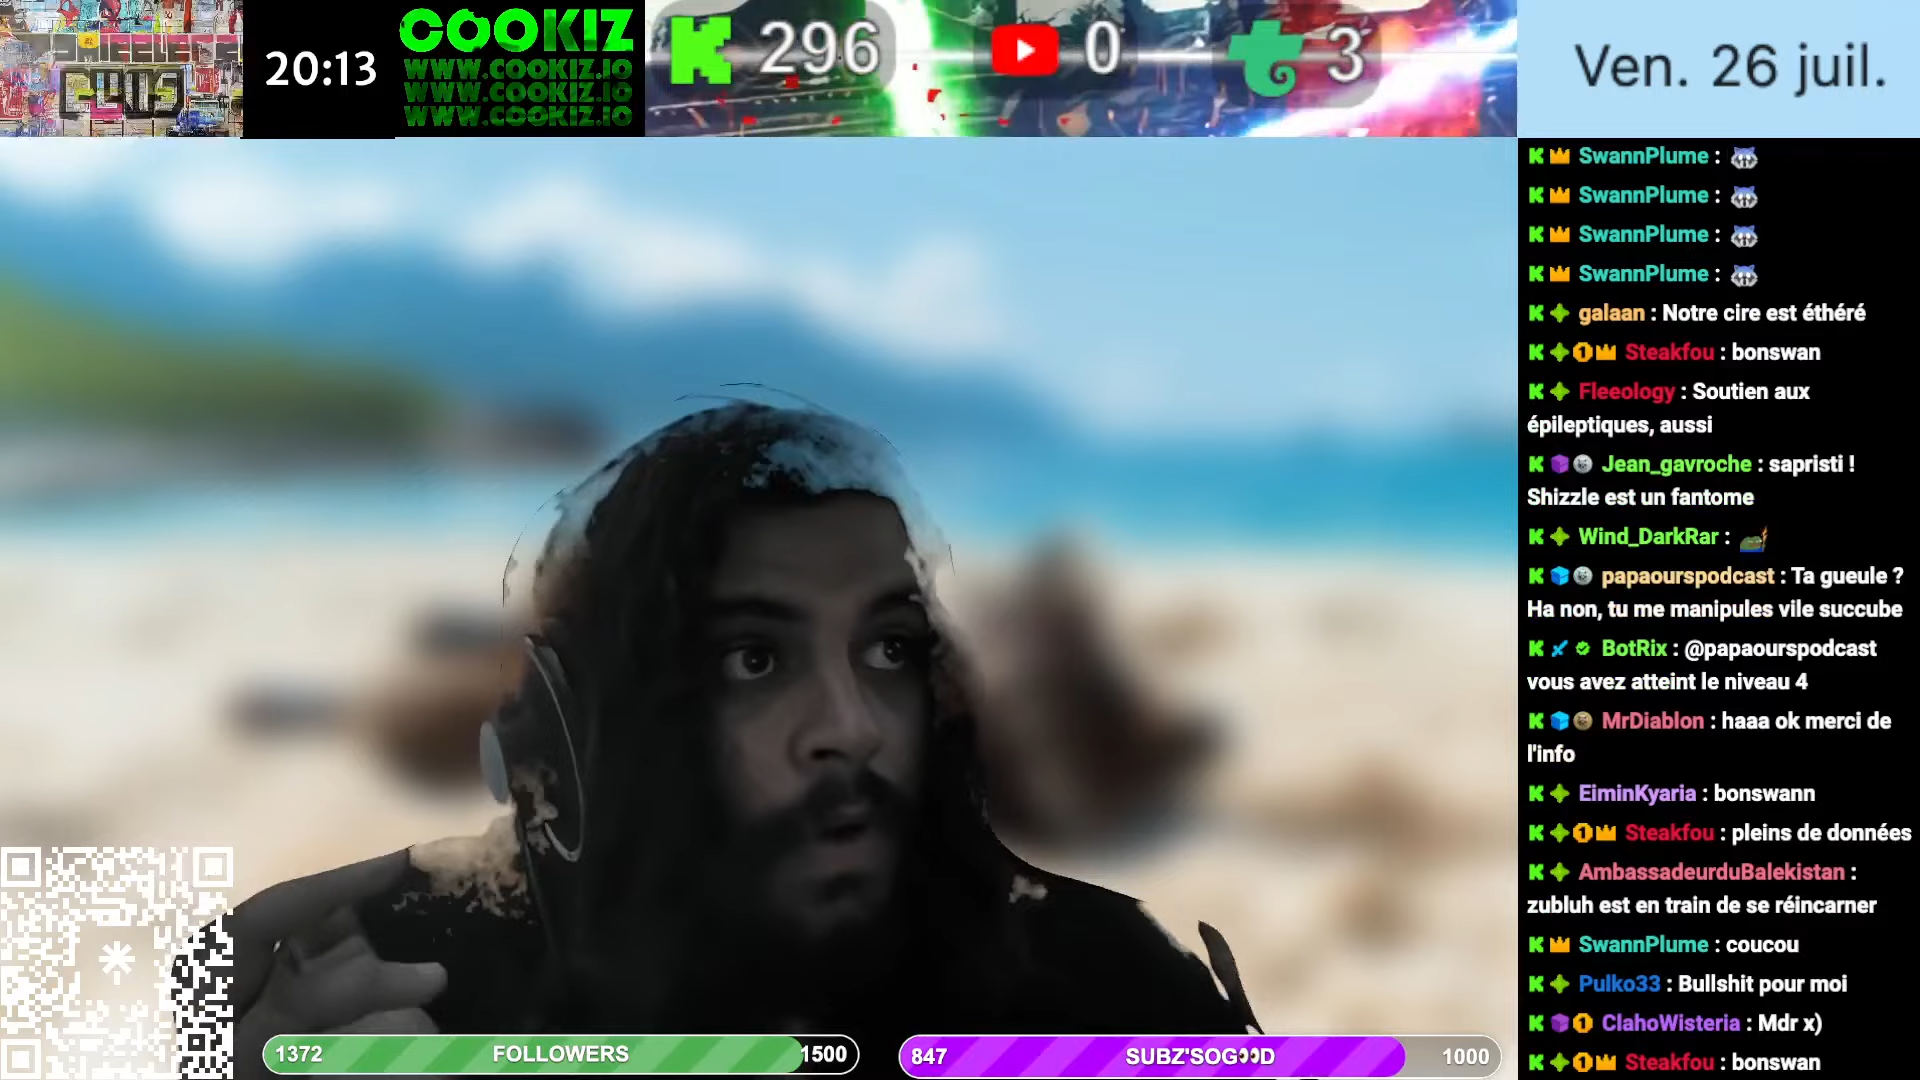 20:13
COOKIZ
WWW.COOKIZ.IO
WWW.COOKIZ.IO
WWW.COOKIZ.IO
296
0
3
Ven. 26 juil.
SwannPlume :
SwannPlume :
SwannPlume :
SwannPlume :
galaan : Notre cire est éthéré
Steakfou : bonswan
Fleeology : Soutien aux
épileptiques, aussi
Jean_gavroche : sapristi !
Shizzle est un fantome
Wind_DarkRar :
papaourspodcast : Ta gueule ?
Ha non, tu me manipules vile succube
BotRix : @papaourspodcast
vous avez atteint le niveau 4
MrDiablon : haaa ok merci de
l'info
EiminKyaria : bonswann
Steakfou : pleins de données
AmbassadeurduBalekistan :
zubluh est en train de se réincarner
SwannPlume : coucou
Pulko33 : Bullshit pour moi
ClahoWisteria : Mdr x)
Steakfou : bonswan
1372 FOLLOWERS 1500
847 SUBZ'SOG👀D 1000